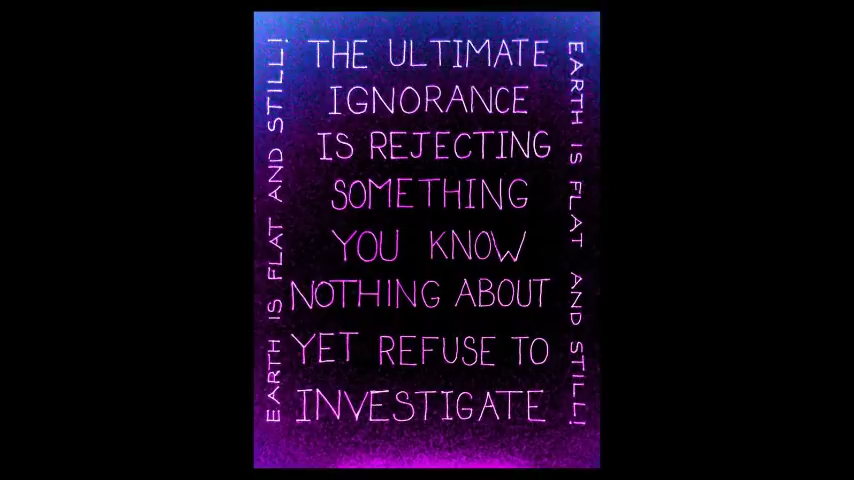 EARTH IS FLAT AND STILL!
THE ULTIMATE
IGNORANCE
IS REJECTING
SOMETHING
YOU KNOW
NOTHING ABOUT
YET REFUSE TO
INVESTIGATE
EARTH IS FLAT AND STILL!